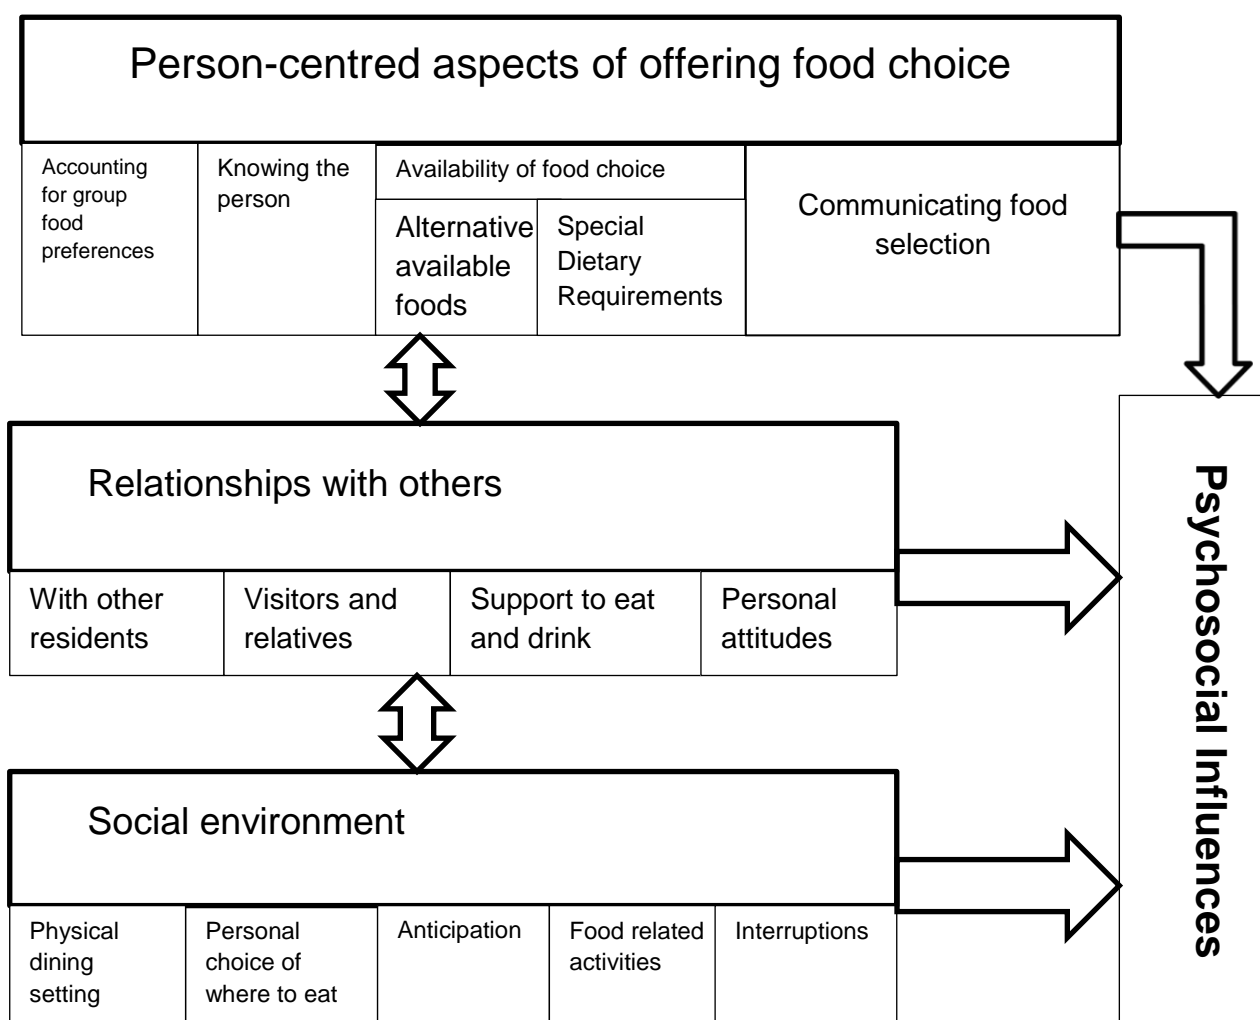 Person-centred aspects of offering food choice
Accounting
for group
food
preferences
Knowing the
person
Availability of food choice
Alternative
available
foods
Special
Dietary
Requirements
Communicating food
selection
Relationships with others
With other
residents
Visitors and
relatives
Support to eat
and drink
Personal
attitudes
Social environment
Physical
dining
setting
Personal
choice of
where to eat
Anticipation
Food related
activities
Interruptions
Psychosocial Influences